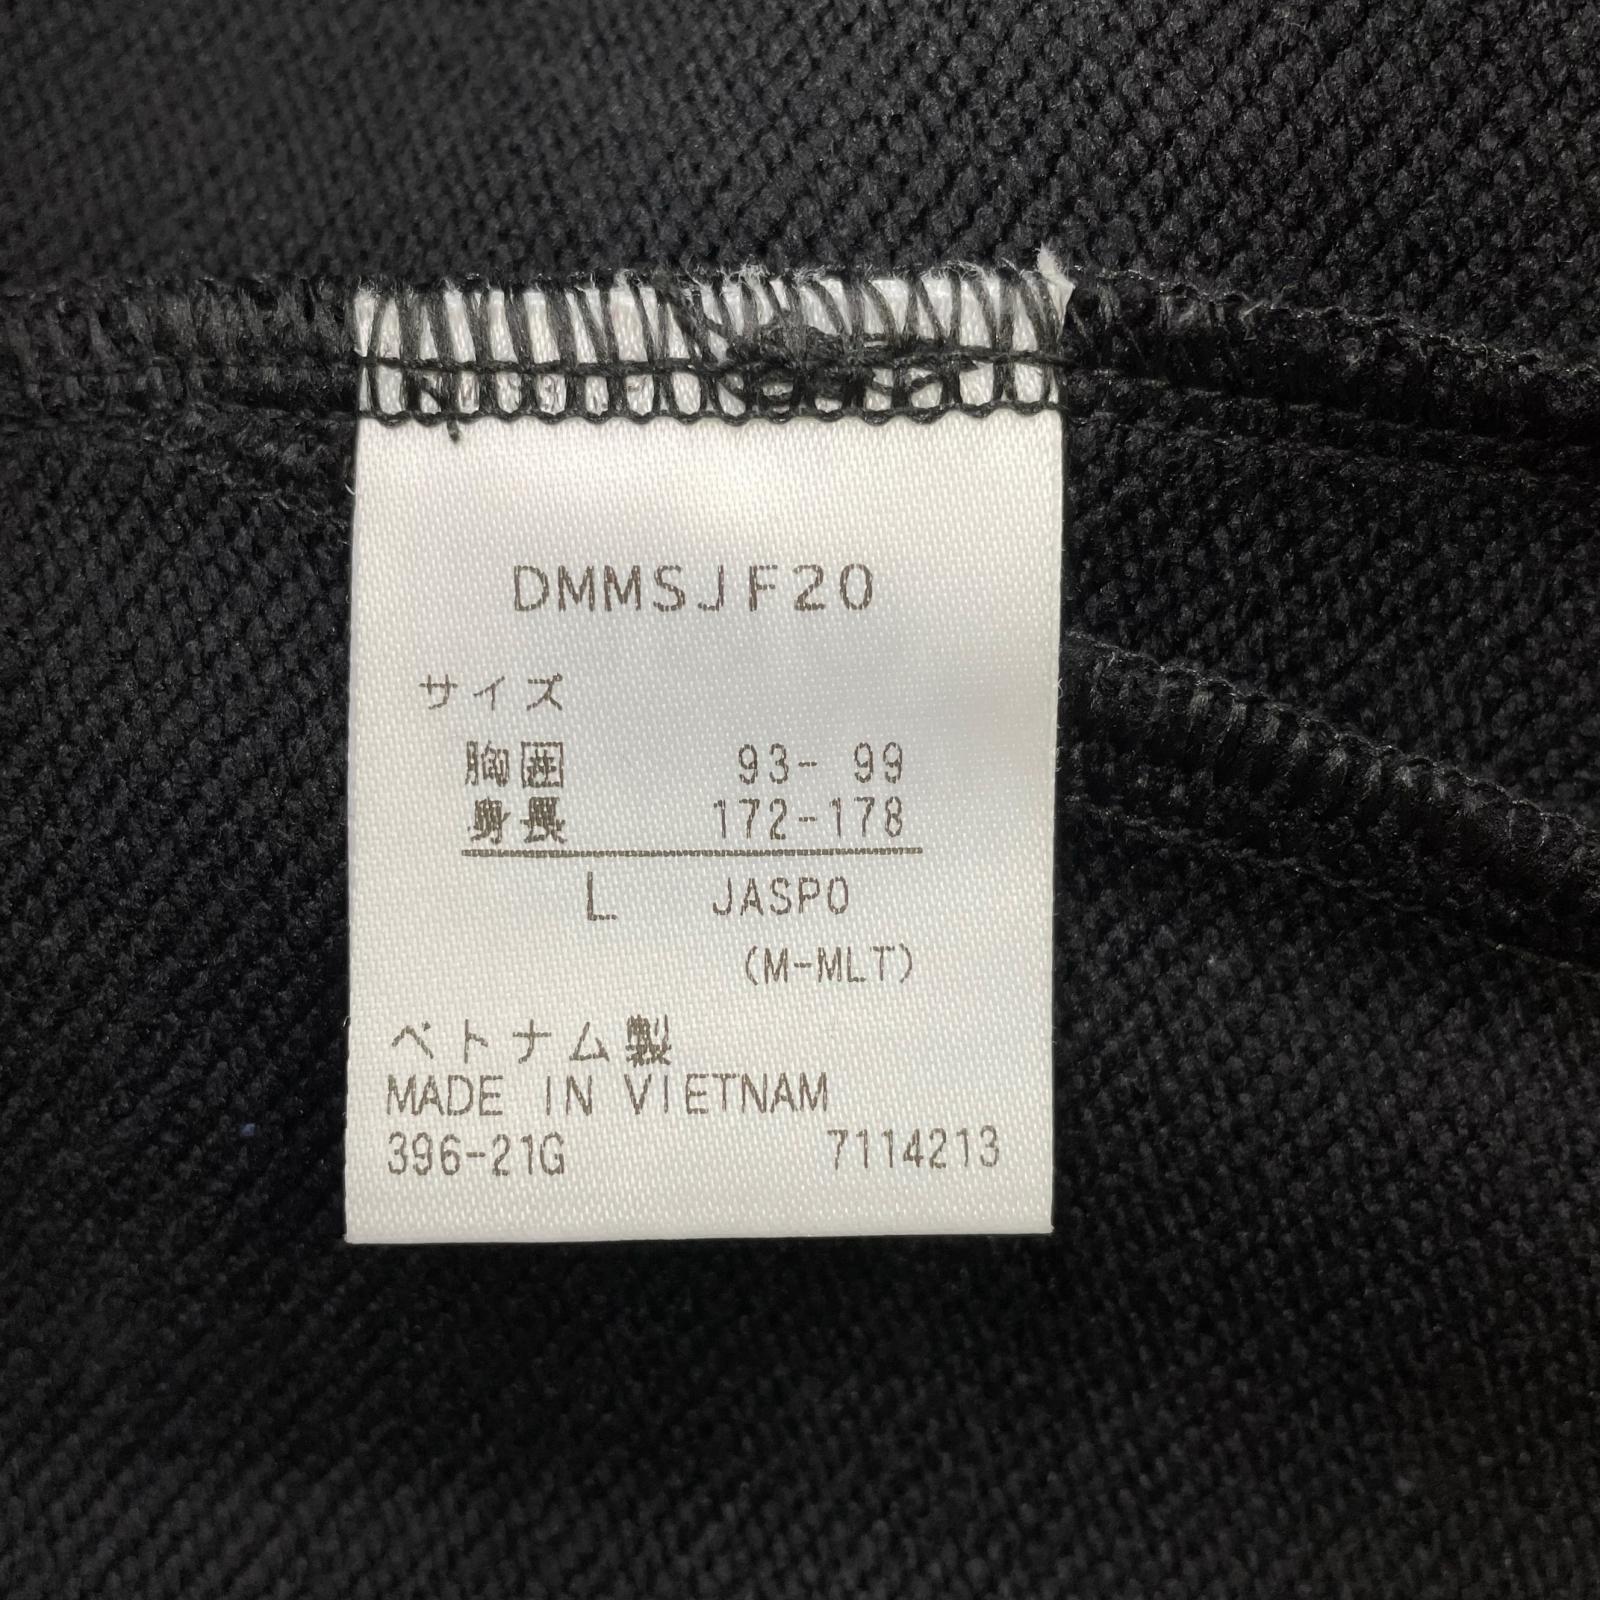 DMMSJF20
サイズ
胸囲 93- 99
身長 172-178
L JASPO
(M-MLT)
ベトナム製
MADE IN VIETNAM
396-21G 7114213